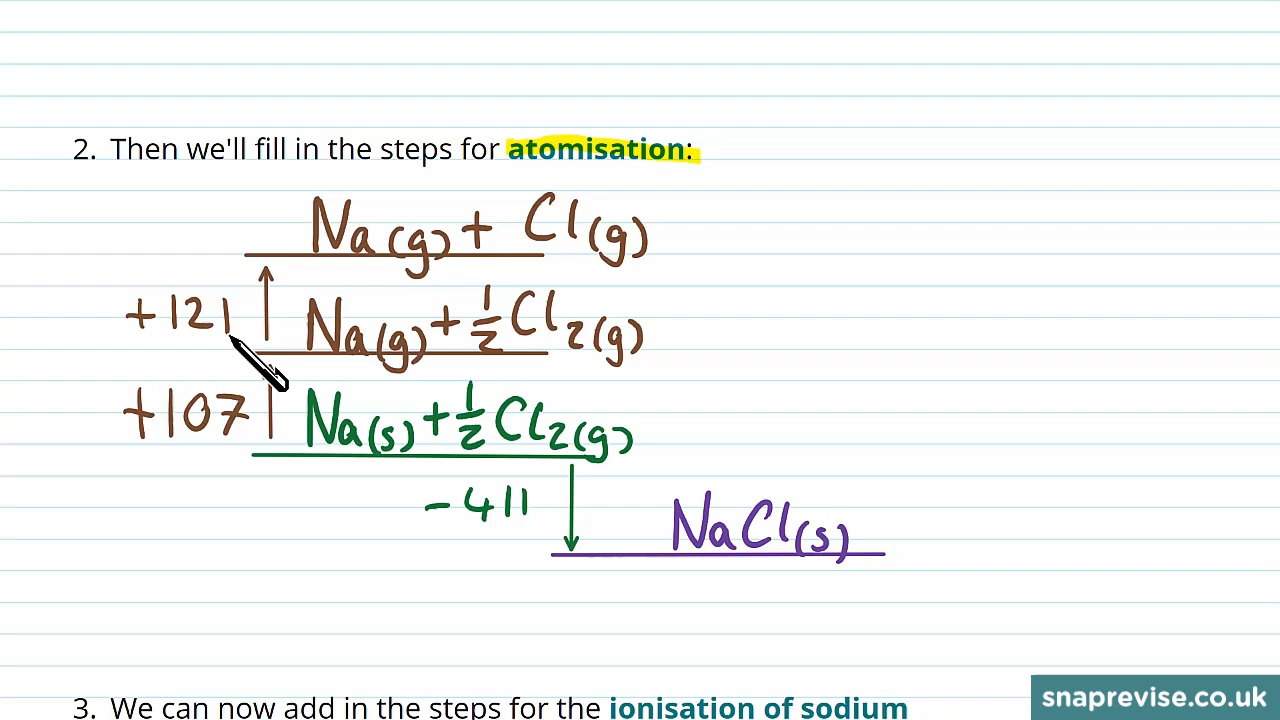 2. Then we'll fill in the steps for atomisation:
Na(g) + Cl(g)
+121 Na(g) + ½Cl₂(g)
+107 Na(s) + ½Cl₂(g)
-411
NaCl(s)
3. We can now add in the steps for the ionisation of sodium
snaprevise.co.uk